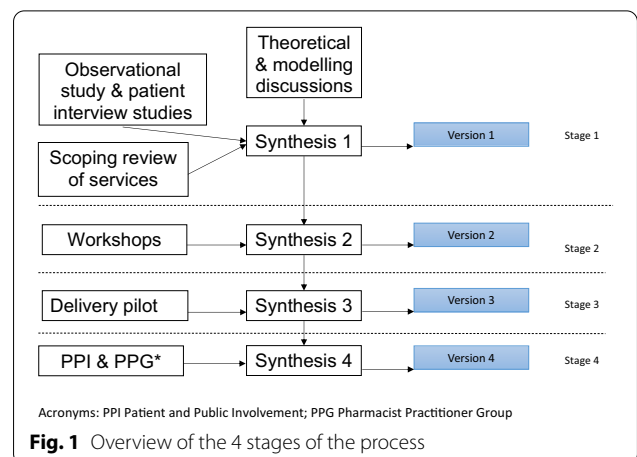 Theoretical
& modelling
discussions
Observational
study & patient
interview studies
Scoping review
of services
Synthesis 1
Version 1
Stage 1
Workshops
Synthesis 2
Version 2
Stage 2
Delivery pilot
Synthesis 3
Version 3
Stage 3
PPI & PPG*
Synthesis 4
Version 4
Stage 4
Acronyms: PPI Patient and Public Involvement; PPG Pharmacist Practitioner Group
Fig. 1 Overview of the 4 stages of the process